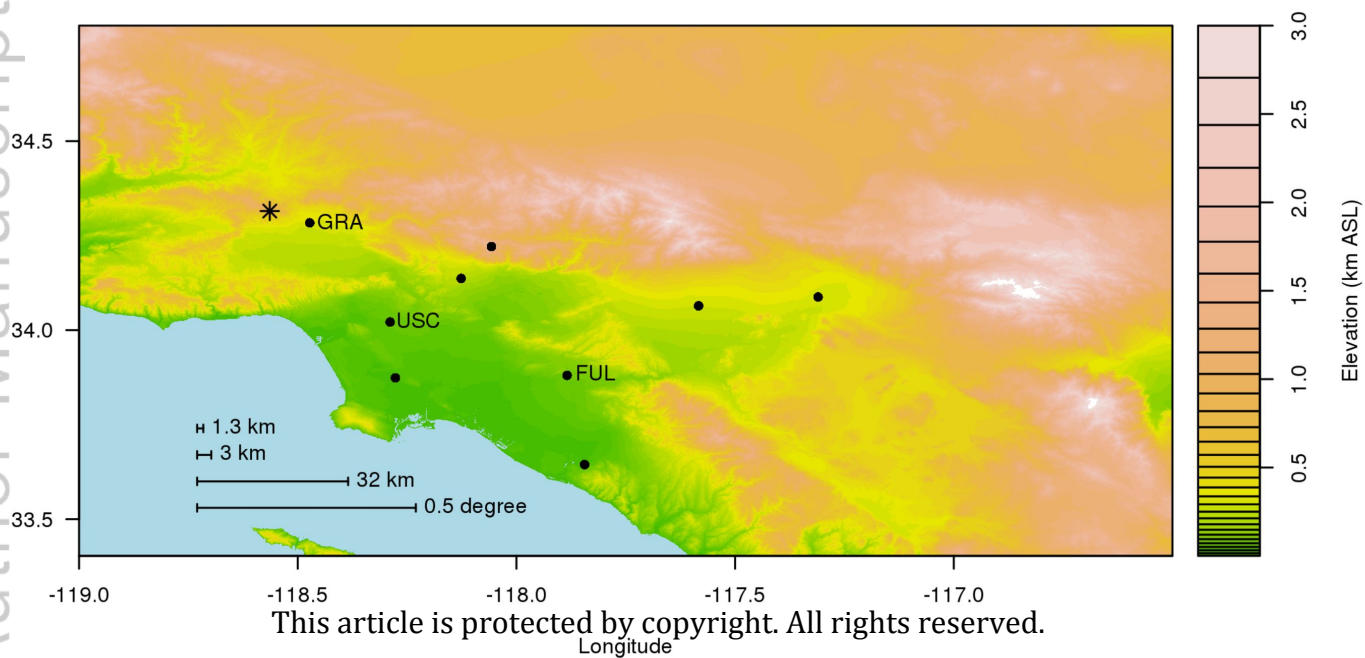 3.0
2.5
2.0
1.5
1.0
0.5
Elevation (km ASL)
34.5
34.0
33.5
GRA
USC
FUL
1.3 km
3 km
32 km
0.5 degree
-119.0
-118.5
-118.0
-117.5
-117.0
This article is protected by copyright. All rights reserved.
Longitude